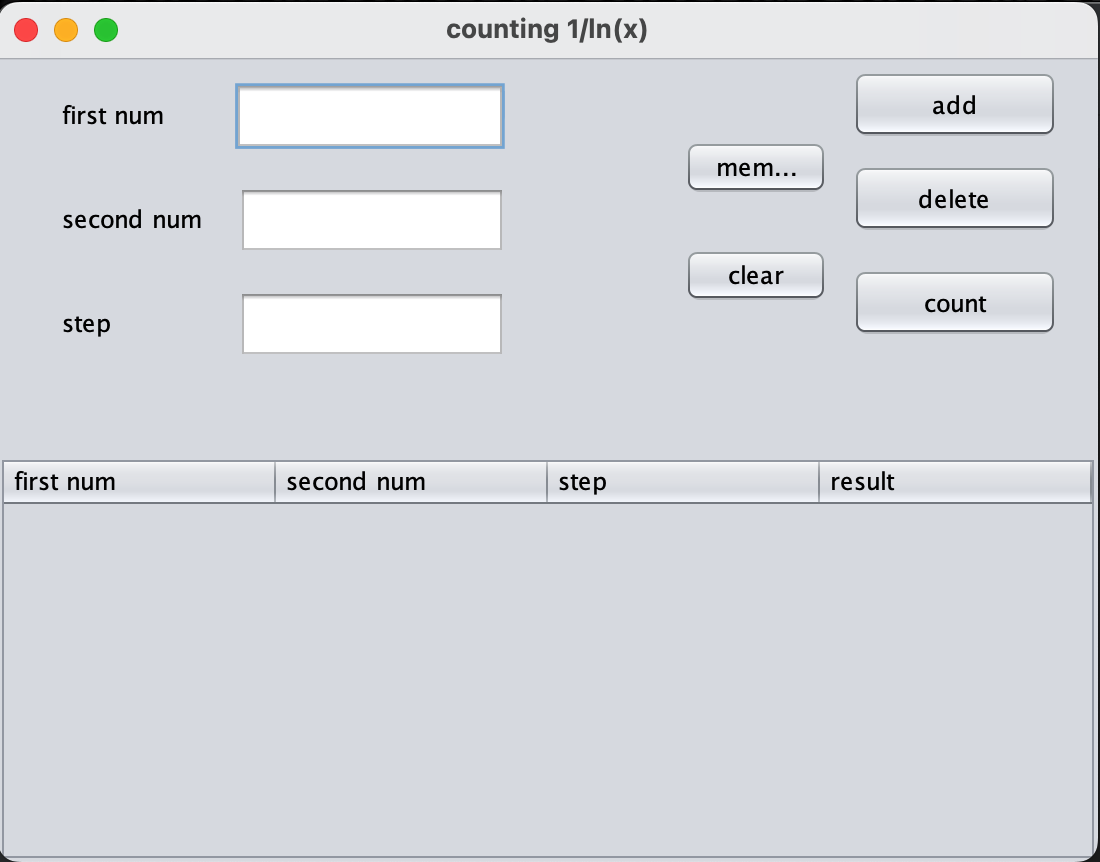 counting 1/ln(x)
first num
add
mem...
delete
second num
clear
count
step
first num second num step result